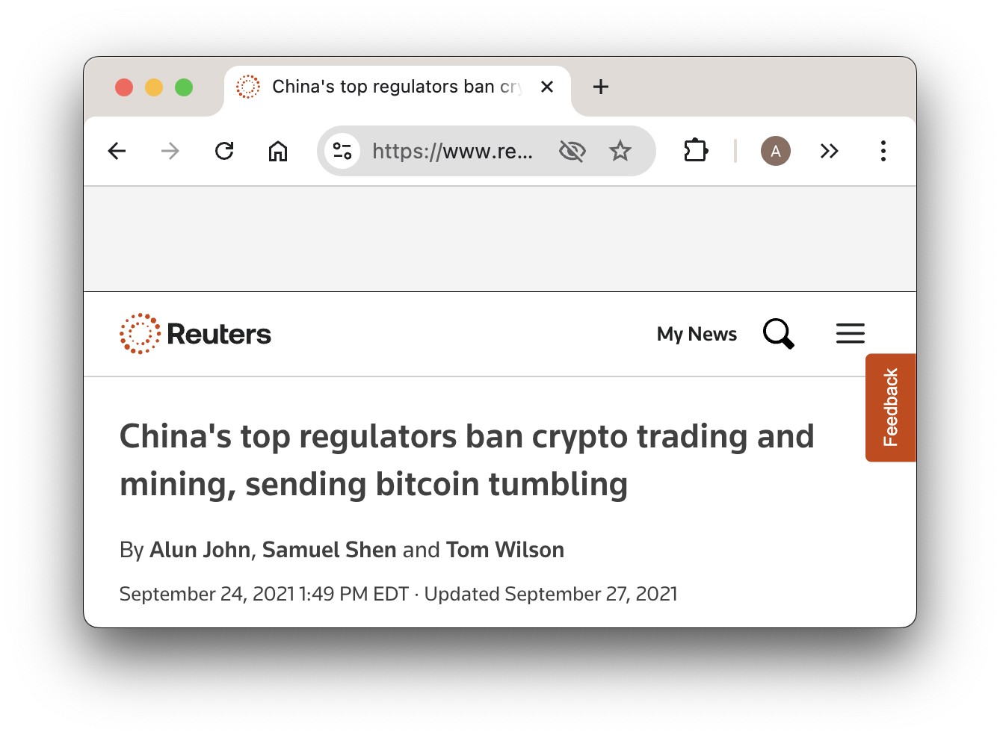 China's top regulators ban cry
https://www.re...
A
Reuters
My News
Feedback
China's top regulators ban crypto trading and
mining, sending bitcoin tumbling
By Alun John, Samuel Shen and Tom Wilson
September 24, 2021 1:49 PM EDT · Updated September 27, 2021